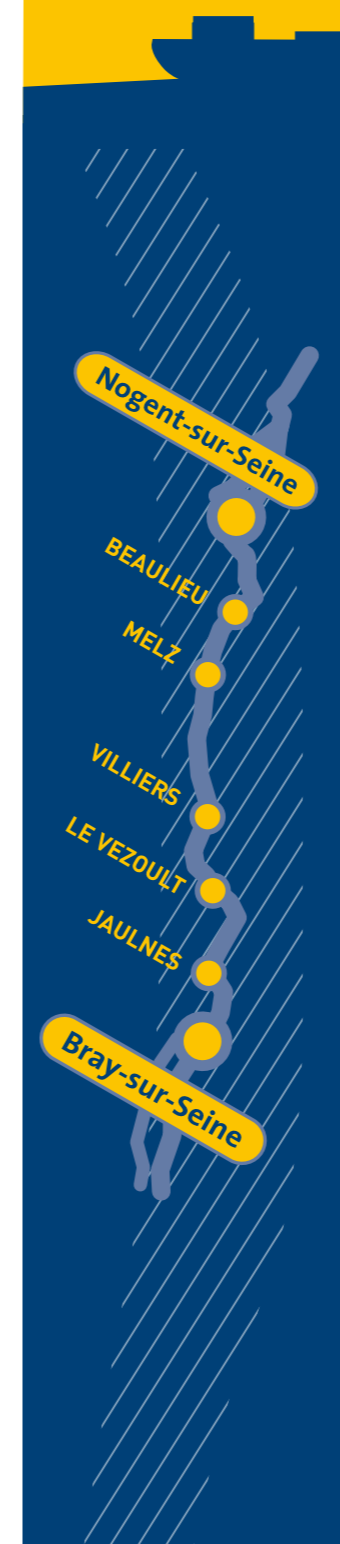 Nogent-sur-Seine
BEAULIEU
MELZ
VILLIERS
LE VEZOULT
JAULNES
Bray-sur-Seine